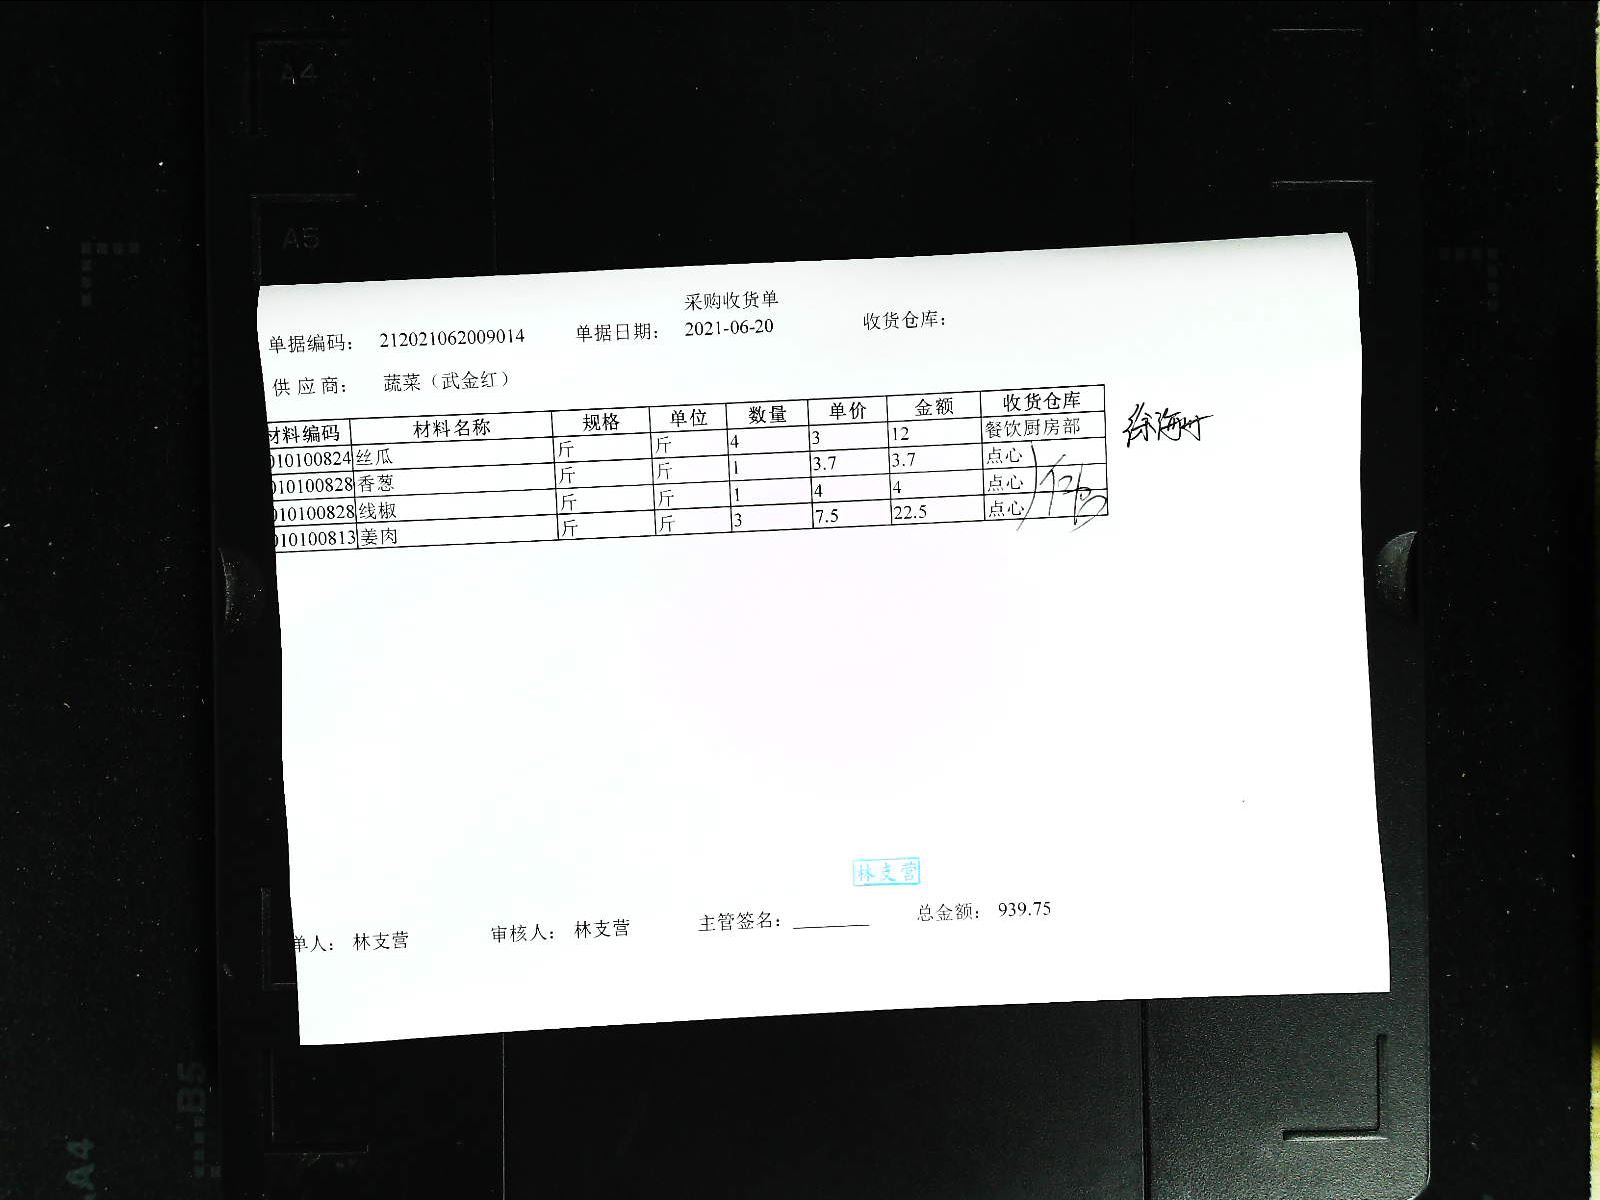 A4
A5
采购收货单
单据编码： 212021062009014 单据日期： 2021-06-20 收货仓库：
供 应 商： 蔬菜（武金红）
材料编码 材料名称 规格 单位 数量 单价 金额 收货仓库
010100824 丝瓜 斤 斤 4 3 12 餐饮厨房部
010100828 香葱 斤 斤 1 3.7 3.7 点心
010100828 线椒 斤 斤 1 4 4 点心
010100813 姜肉 斤 斤 3 7.5 22.5 点心
林支营
单人： 林支营 审核人： 林支营 主管签名： 总金额： 939.75
B5
A4